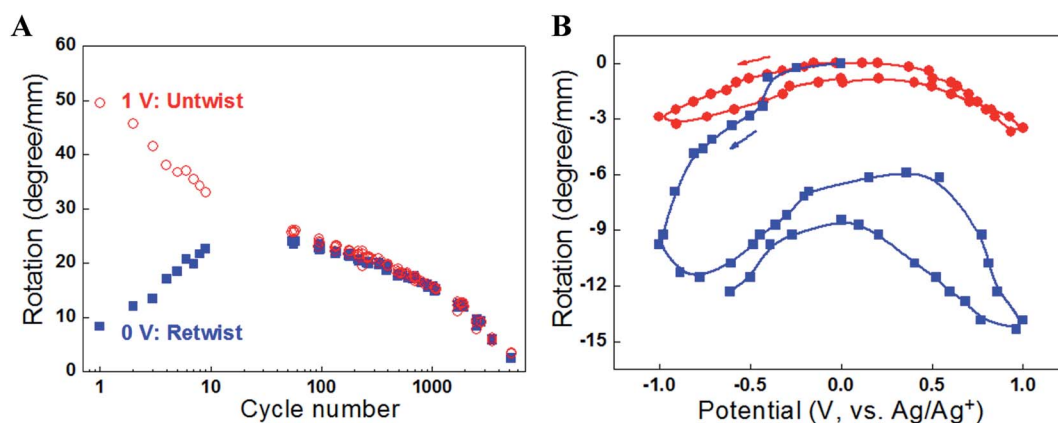 A
60
50
40
30
20
10
0
1 V: Untwist
0 V: Retwist
1
10
100
1000
Cycle number
Rotation (degree/mm)
B
0
-3
-6
-9
-12
-15
-1.0
-0.5
0.0
0.5
1.0
Potential (V, vs. Ag/Ag⁺)
Rotation (degree/mm)